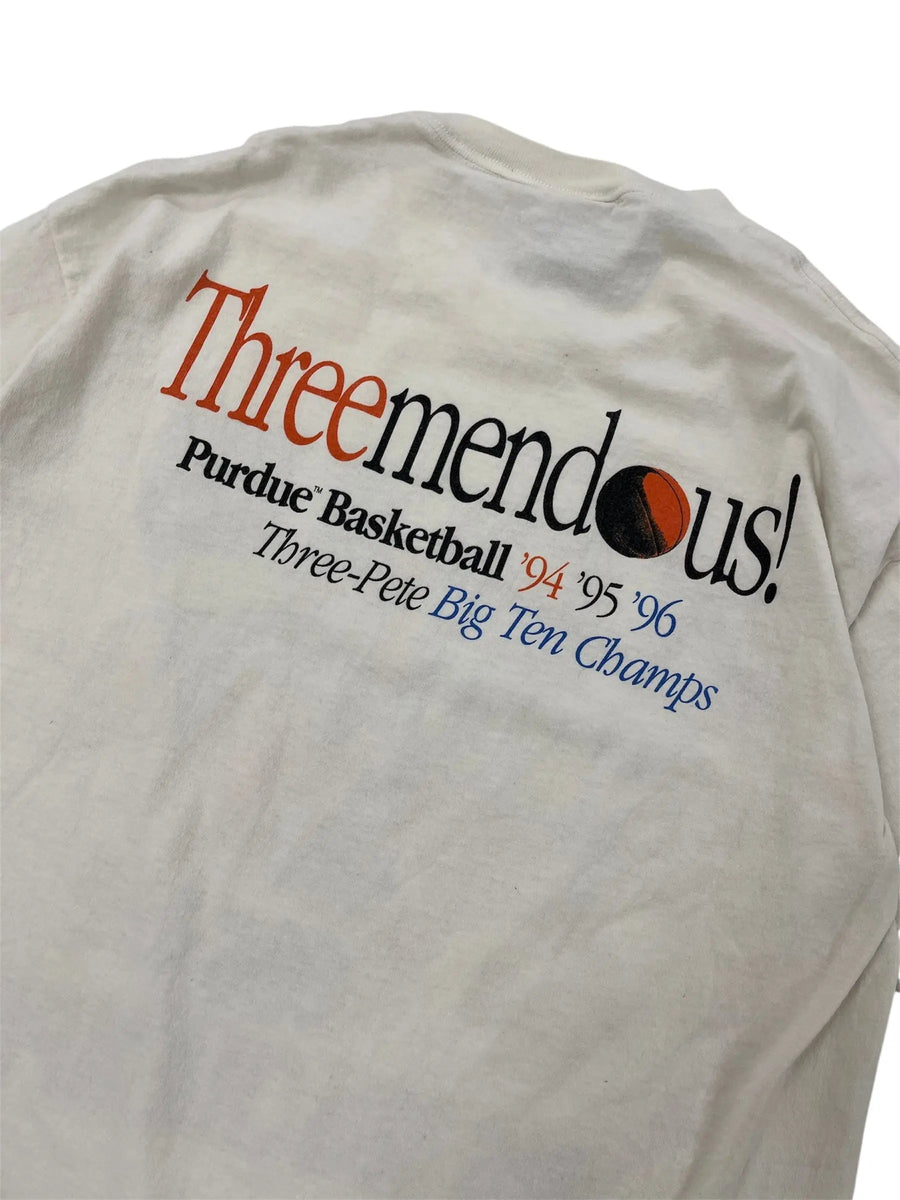 Threemendous!
Purdue™ Basketball '94 '95 '96
Three-Pete Big Ten Champs